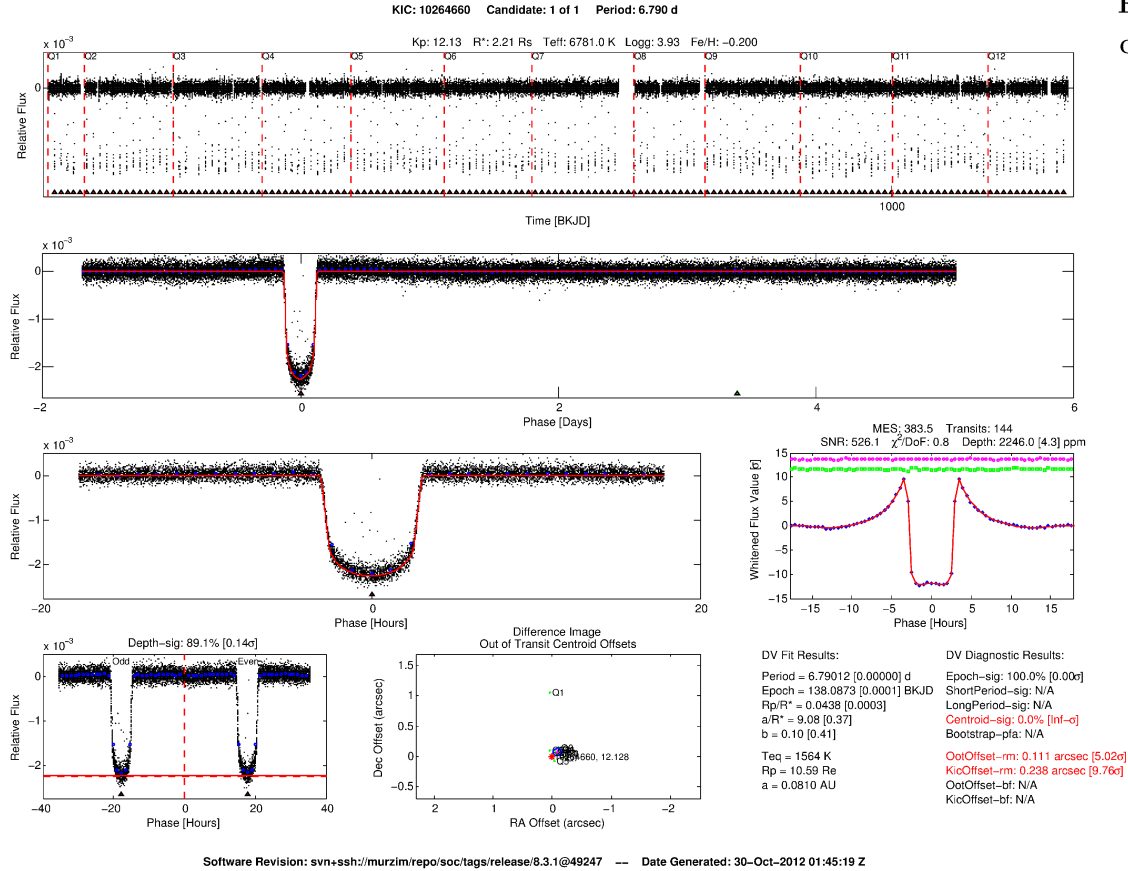 KIC: 10264660 Candidate: 1 of 1 Period: 6.790 d
Kp: 12.13 R*: 2.21 Rs Teff: 6781.0 K Logg: 3.93 Fe/H: −0.200
x 10⁻³
Q1 Q2 Q3 Q4 Q5 Q6 Q7 Q8 Q9 Q10 Q11 Q12
0
Relative Flux
1000
Time [BKJD]
x 10⁻³
0
−1
−2
Relative Flux
−2 0 2 4 6
Phase [Days]
x 10⁻³
0
−1
−2
Relative Flux
−20 0 20
Phase [Hours]
MES: 383.5 Transits: 144
SNR: 526.1 χ²/DoF: 0.8 Depth: 2246.0 [4.3] ppm
15
10
5
0
−5
−10
−15
Whitened Flux Value [σ]
−15 −10 −5 0 5 10 15
Phase [Hours]
Depth−sig: 89.1% [0.14σ]
x 10⁻³
Odd Even
0
−1
−2
Relative Flux
−40 −20 0 20 40
Phase [Hours]
Difference Image
Out of Transit Centroid Offsets
1.5
1
0.5
0
−0.5
Dec Offset (arcsec)
Q1
660, 12.128
2 1 0 −1 −2
RA Offset (arcsec)
DV Fit Results:
Period = 6.79012 [0.00000] d
Epoch = 138.0873 [0.0001] BKJD
Rp/R* = 0.0438 [0.0003]
a/R* = 9.08 [0.37]
b = 0.10 [0.41]
Teq = 1564 K
Rp = 10.59 Re
a = 0.0810 AU
DV Diagnostic Results:
Epoch−sig: 100.0% [0.00σ]
ShortPeriod−sig: N/A
LongPeriod−sig: N/A
Centroid−sig: 0.0% [Inf−σ]
Bootstrap−pfa: N/A
OotOffset−rm: 0.111 arcsec [5.02σ]
KicOffset−rm: 0.238 arcsec [9.76σ]
OotOffset−bf: N/A
KicOffset−bf: N/A
Software Revision: svn+ssh://murzim/repo/soc/tags/release/8.3.1@49247 −− Date Generated: 30−Oct−2012 01:45:19 Z